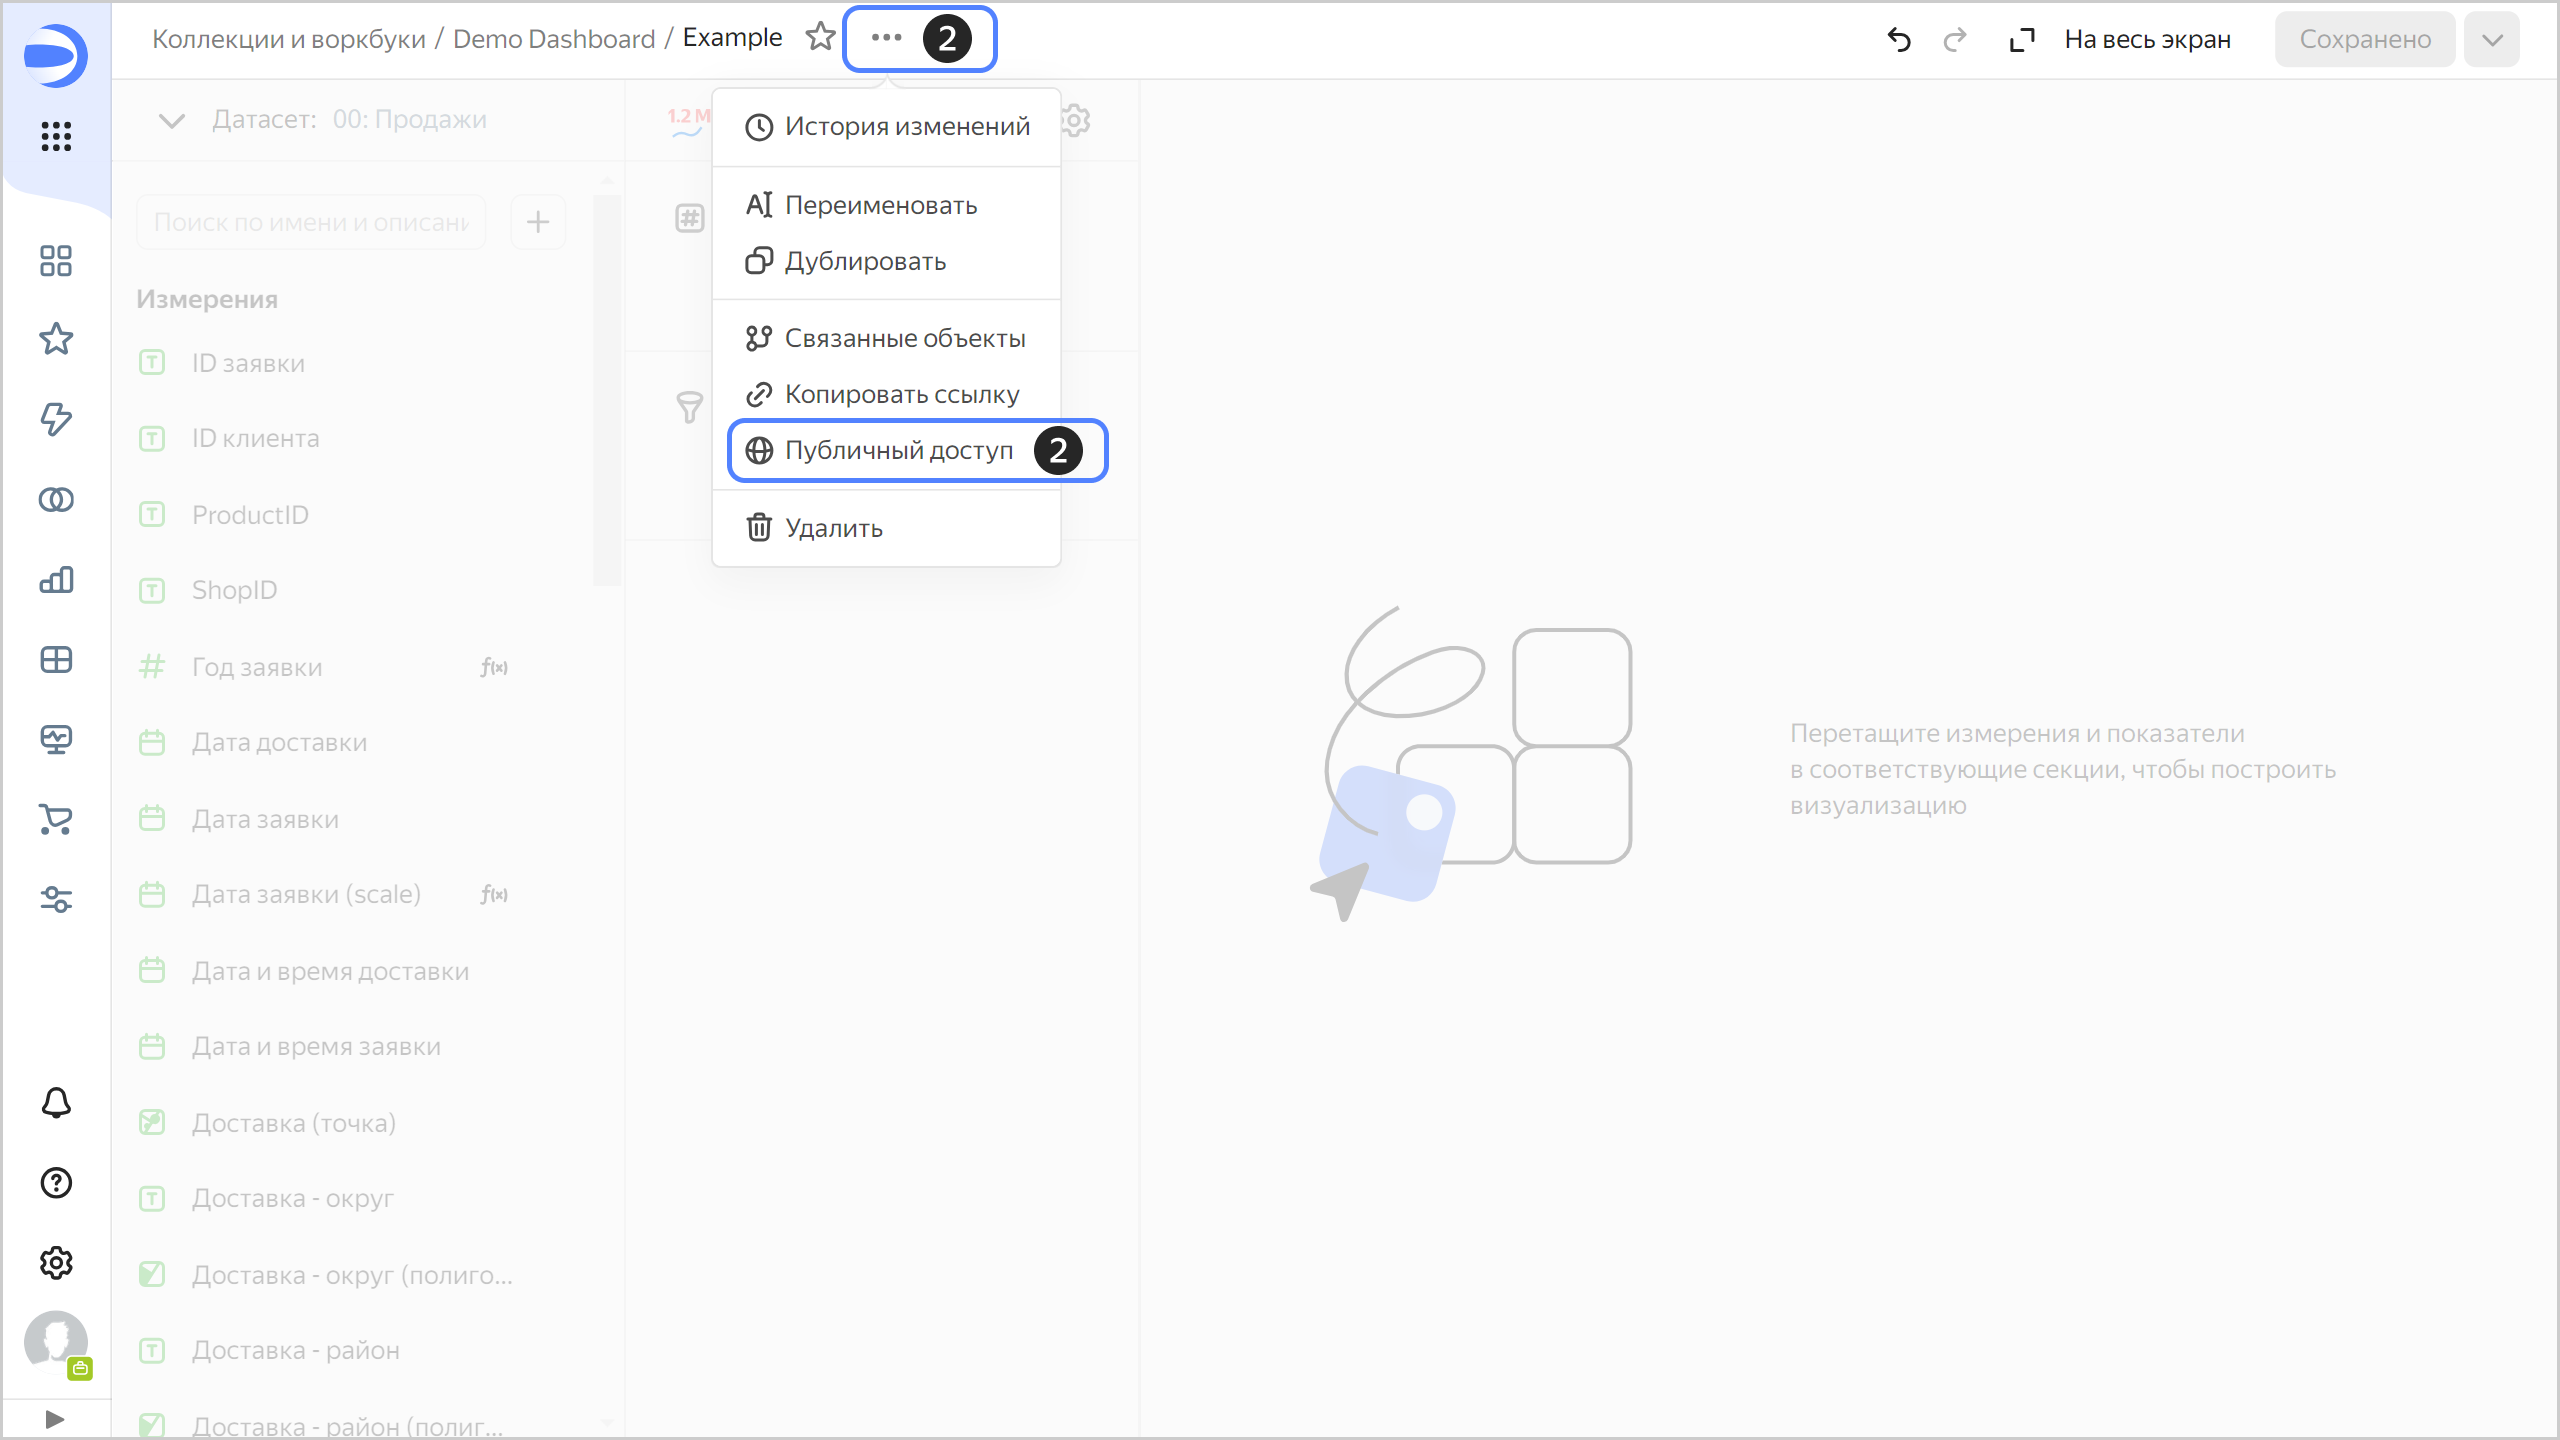 Коллекции и воркбуки / Demo Dashboard / Example
2
На весь экран
Сохранено
Датасет: 00: Продажи
1.2 M
Поиск по имени и описани
Измерения
ID заявки
ID клиента
ProductID
ShopID
Год заявки
f(x)
Дата доставки
Дата заявки
Дата заявки (scale)
f(x)
Дата и время доставки
Дата и время заявки
Доставка (точка)
Доставка - округ
Доставка - округ (полиго...
Доставка - район
Доставка - район (полиг...
История изменений
Переименовать
Дублировать
Связанные объекты
Копировать ссылку
Публичный доступ
2
Удалить
Перетащите измерения и показатели
в соответствующие секции, чтобы построить
визуализацию